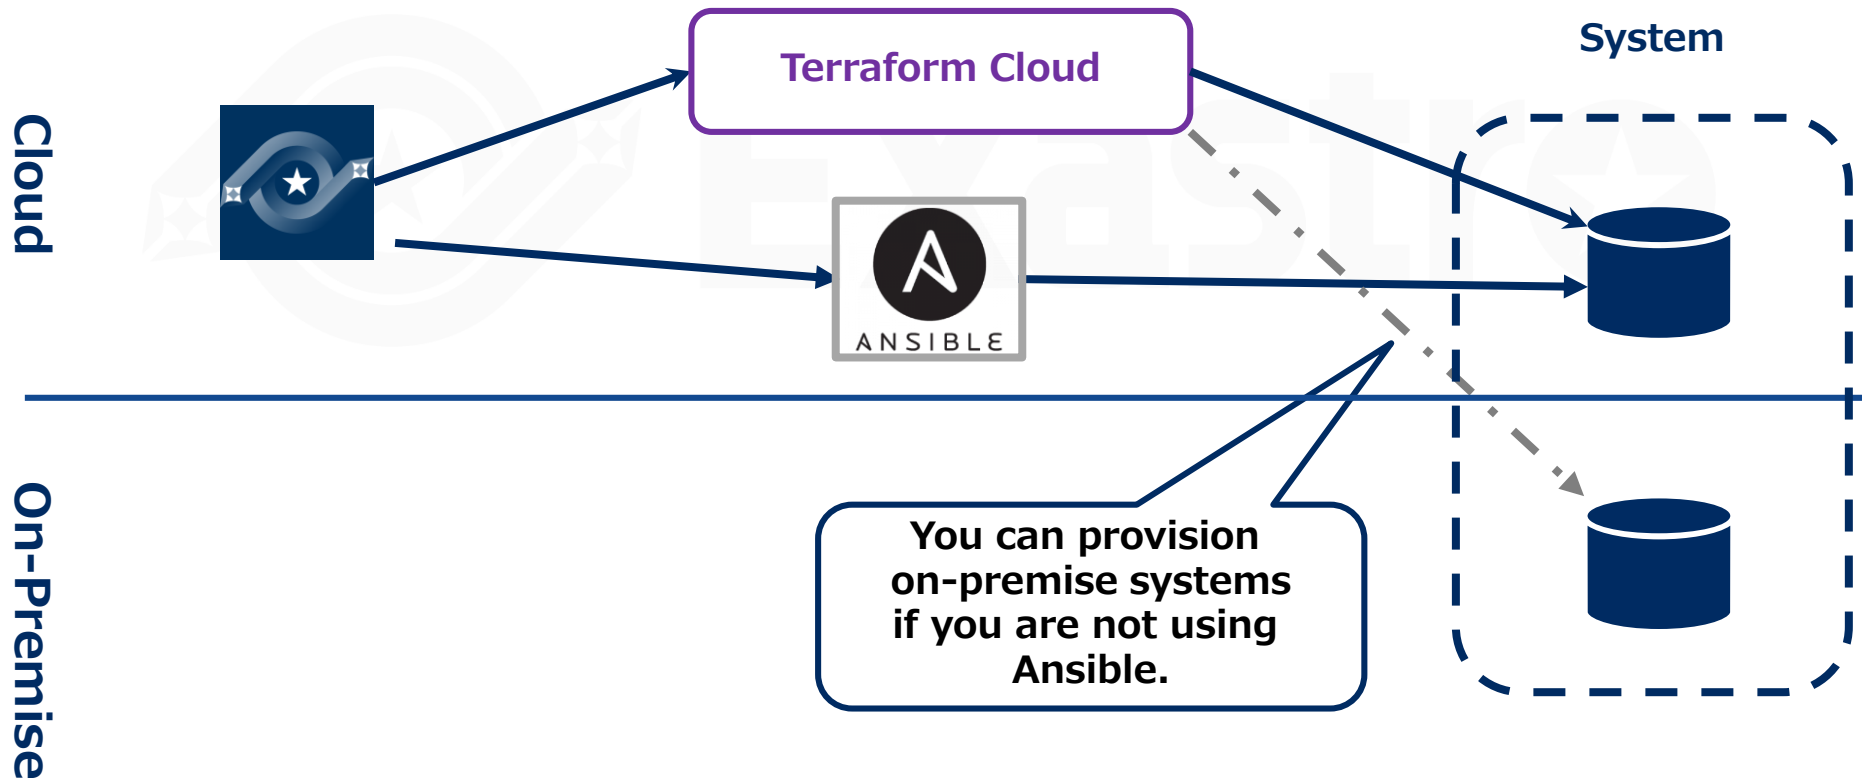 Terraform Cloud
System
Cloud
Exastro
ANSIBLE
You can provision
on-premise systems
if you are not using
Ansible.
On-Premise